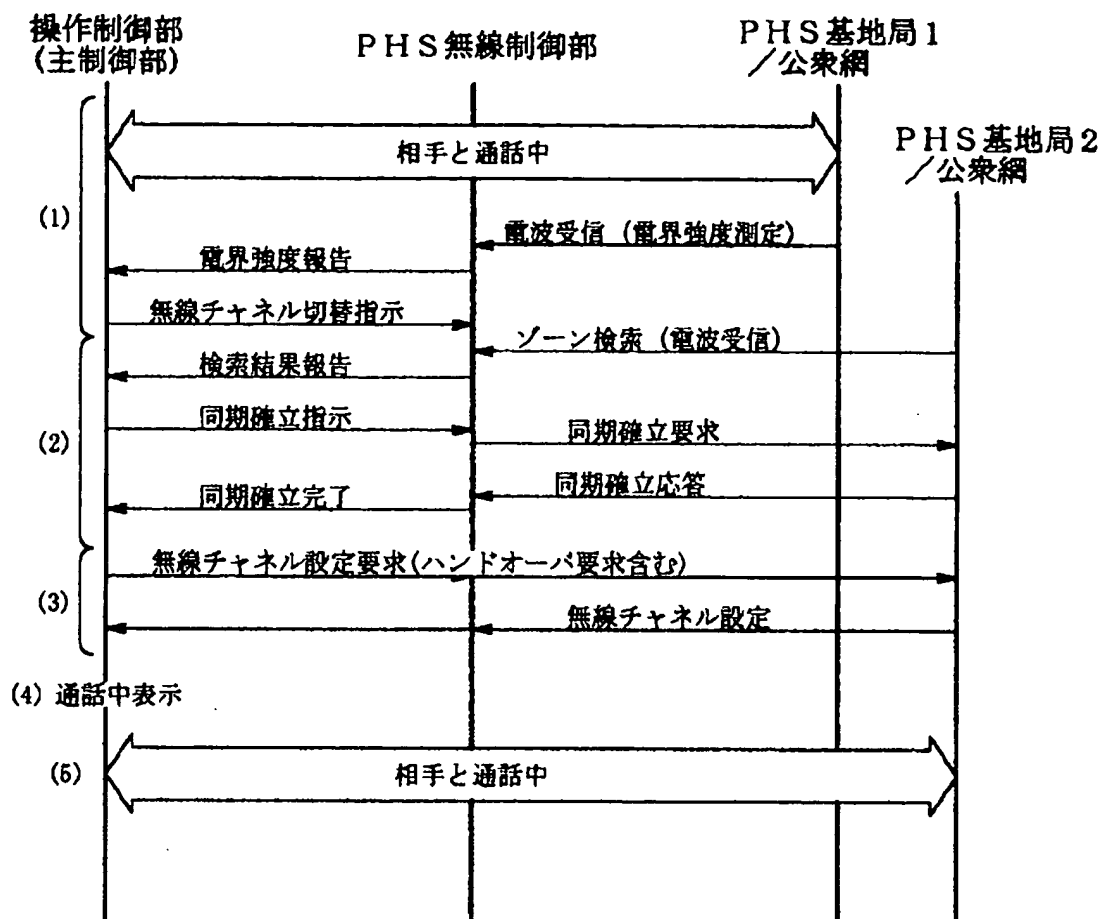 操作制御部
(主制御部)
PHS無線制御部
PHS基地局1
／公衆網
PHS基地局2
／公衆網
(1)
相手と通話中
電波受信 (電界強度測定)
電界強度報告
無線チャネル切替指示
ゾーン検索 (電波受信)
検索結果報告
(2)
同期確立指示
同期確立要求
同期確立応答
同期確立完了
(3)
無線チャネル設定要求(ハンドオーバ要求含む)
無線チャネル設定
(4) 通話中表示
(5)
相手と通話中